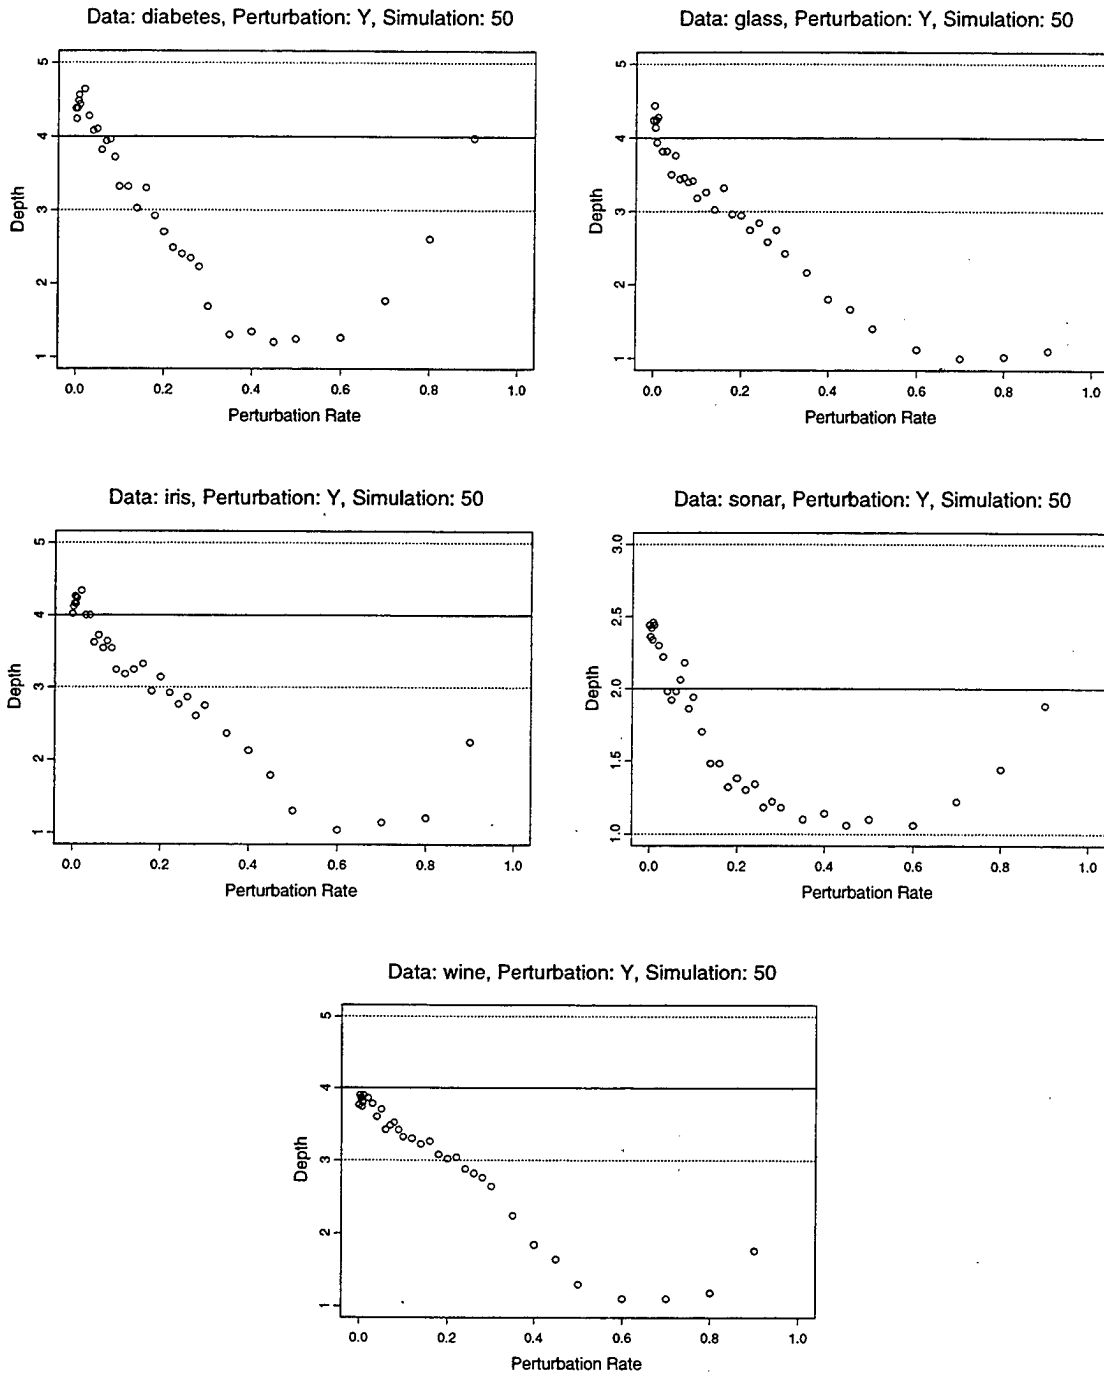 Data: diabetes, Perturbation: Y, Simulation: 50
5
4
3
2
1
Depth
0.0 0.2 0.4 0.6 0.8 1.0
Perturbation Rate
Data: glass, Perturbation: Y, Simulation: 50
5
4
3
2
1
Depth
0.0 0.2 0.4 0.6 0.8 1.0
Perturbation Rate
Data: iris, Perturbation: Y, Simulation: 50
5
4
3
2
1
Depth
0.0 0.2 0.4 0.6 0.8 1.0
Perturbation Rate
Data: sonar, Perturbation: Y, Simulation: 50
3.0
2.5
2.0
1.5
1.0
Depth
0.0 0.2 0.4 0.6 0.8 1.0
Perturbation Rate
Data: wine, Perturbation: Y, Simulation: 50
5
4
3
2
1
Depth
0.0 0.2 0.4 0.6 0.8 1.0
Perturbation Rate